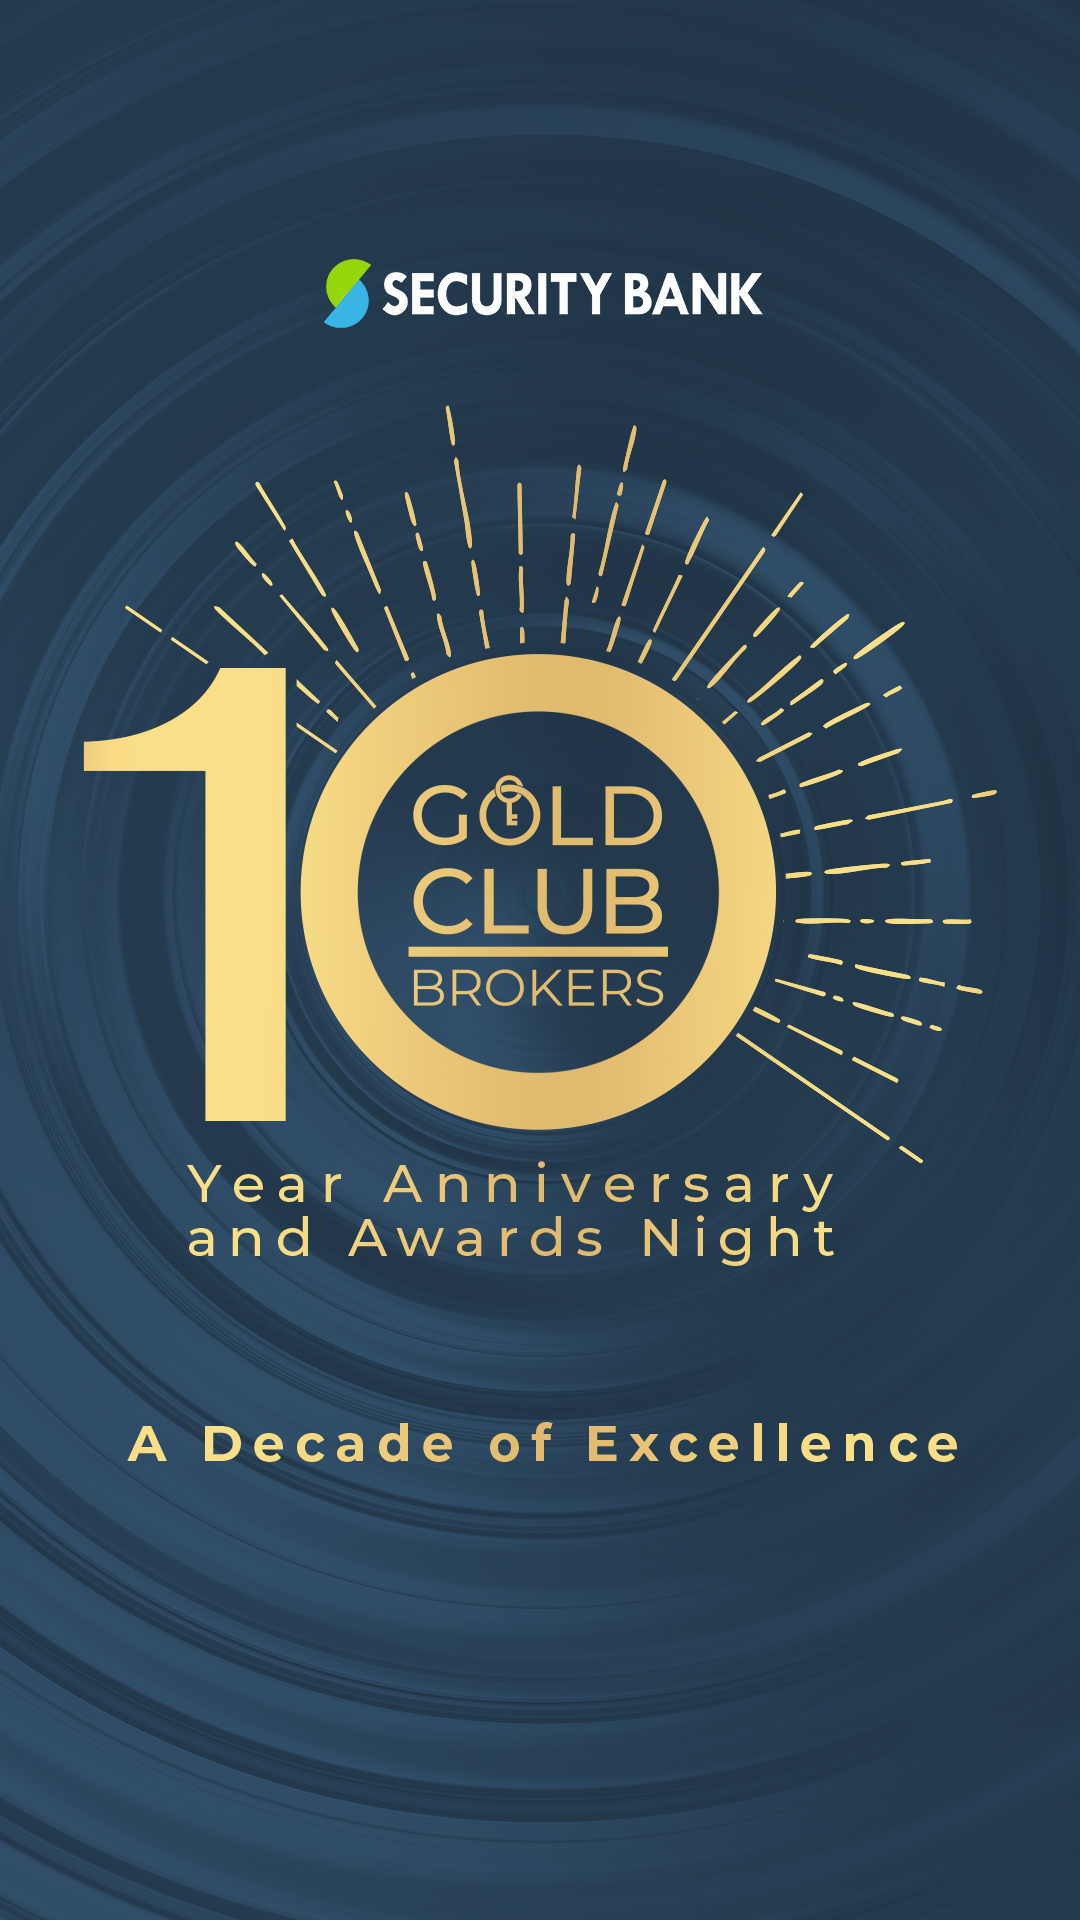 SECURITY BANK
10
GOLD
CLUB
BROKERS
Year Anniversary
and Awards Night
A Decade of Excellence